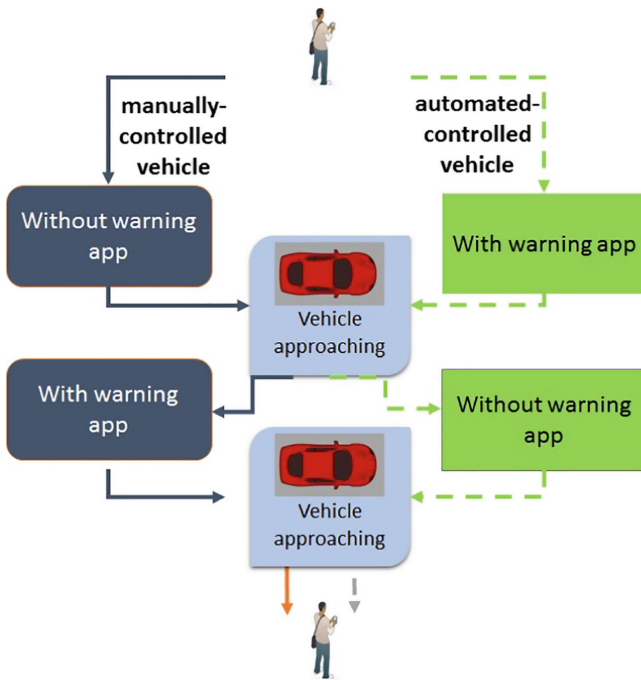 manually-
controlled
vehicle
automated-
controlled
vehicle
Without warning
app
With warning app
Vehicle
approaching
With warning
app
Without warning
app
Vehicle
approaching